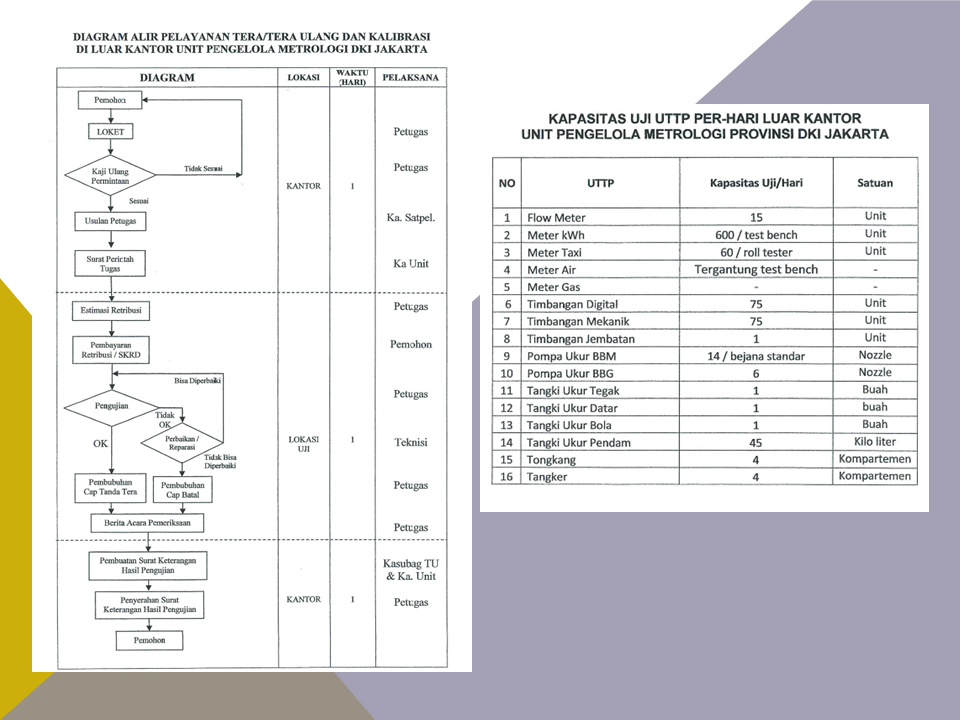 DIAGRAM ALIR PELAYANAN TERA/TERA ULANG DAN KALIBRASI
DI LUAR KANTOR UNIT PENGELOLA METROLOGI DKI JAKARTA
DIAGRAM LOKASI WAKTU (HARI) PELAKSANA
Pemohon
LOKET
Petugas
Kaji Ulang
Permintaan
Tidak Sesuai
Petugas
Sesuai
KANTOR 1
Usulan Petugas
Ka. Satpel.
Surat Perintah
Tugas
Ka Unit
Estimasi Retribusi
Petugas
Pembayaran
Retribusi / SKRD
Pemohon
Bisa Diperbaiki
Pengujian
Petugas
Tidak
OK
OK
Perbaikan /
Reparasi
LOKASI
UJI
1
Teknisi
Tidak Bisa
Diperbaiki
Pembubuhan
Cap Tanda Tera
Pembubuhan
Cap Batal
Petugas
Berita Acara Pemeriksaan
Petugas
Pembuatan Surat Keterangan
Hasil Pengujian
Kasubag TU
& Ka. Unit
Penyerahan Surat
Keterangan Hasil Pengujian
KANTOR 1 Petugas
Pemohon
KAPASITAS UJI UTTP PER-HARI LUAR KANTOR
UNIT PENGELOLA METROLOGI PROVINSI DKI JAKARTA
NO UTTP Kapasitas Uji/Hari Satuan
1 Flow Meter 15 Unit
2 Meter kWh 600 / test bench Unit
3 Meter Taxi 60 / roll tester Unit
4 Meter Air Tergantung test bench -
5 Meter Gas - -
6 Timbangan Digital 75 Unit
7 Timbangan Mekanik 75 Unit
8 Timbangan Jembatan 1 Unit
9 Pompa Ukur BBM 14 / bejana standar Nozzle
10 Pompa Ukur BBG 6 Nozzle
11 Tangki Ukur Tegak 1 Buah
12 Tangki Ukur Datar 1 buah
13 Tangki Ukur Bola 1 Buah
14 Tangki Ukur Pendam 45 Kilo liter
15 Tongkang 4 Kompartemen
16 Tangker 4 Kompartemen